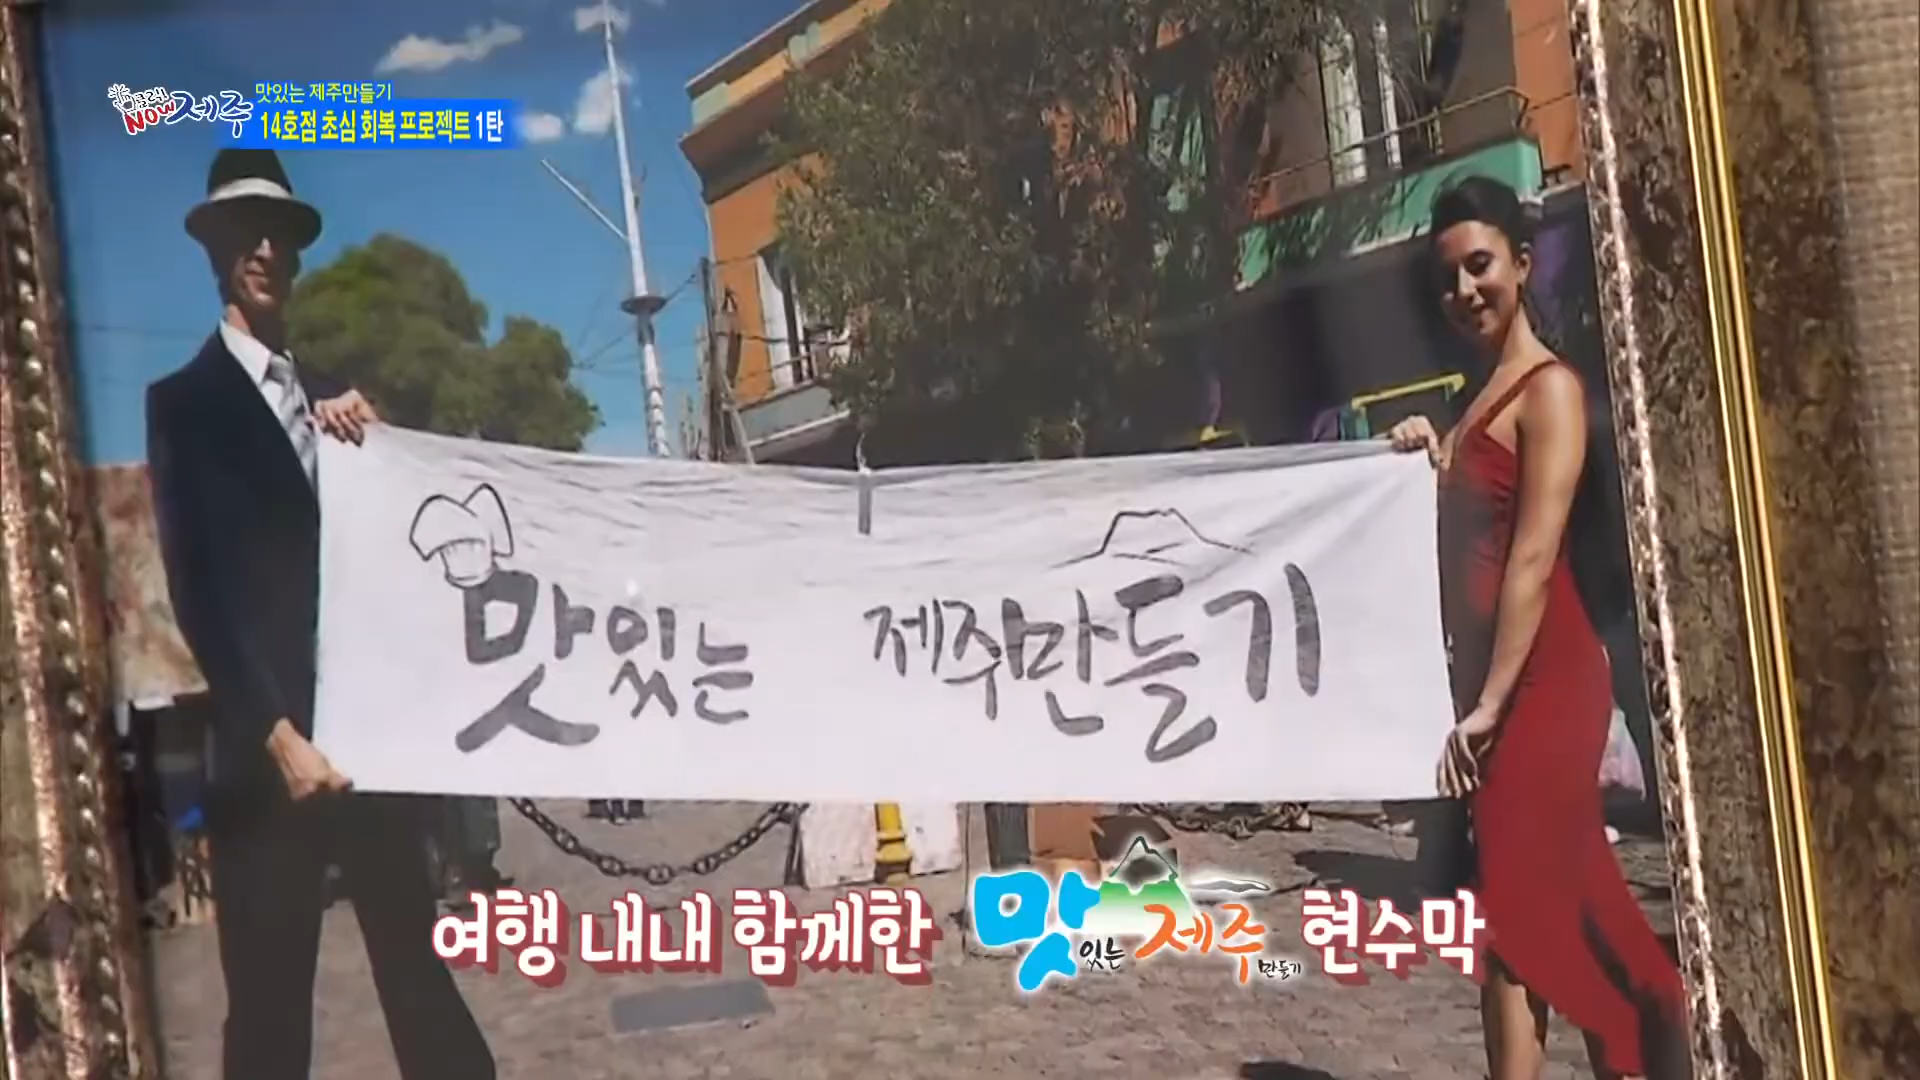 클릭!
NOW제주
맛있는 제주만들기
14호점 초심 회복 프로젝트 1탄
맛있는 제주만들기
여행 내내 함께한 맛있는 제주 만들기 현수막